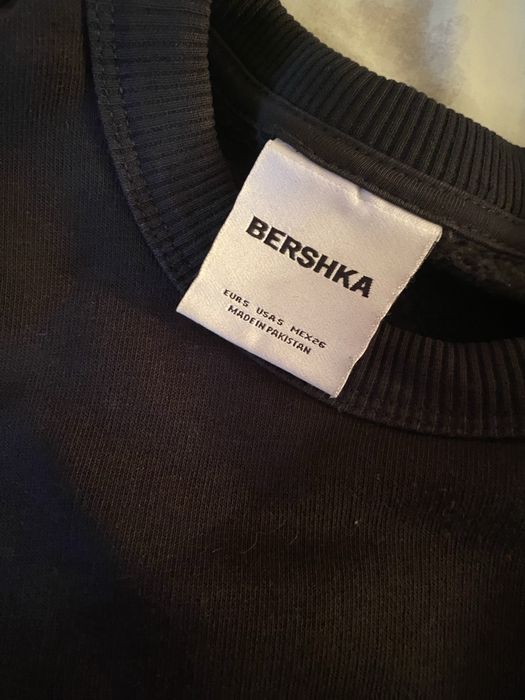 BERSHKA
EUR S USA S MEX 26
MADE IN PAKISTAN